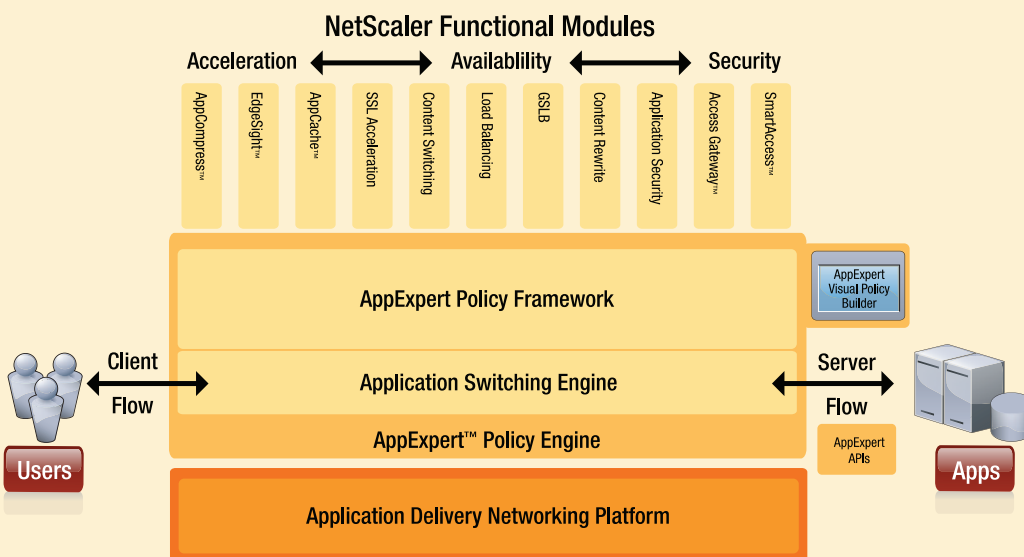 NetScaler Functional Modules
Acceleration
Availablility
Security
AppCompress™
EdgeSight™
AppCache™
SSL Acceleration
Content Switching
Load Balancing
GSLB
Content Rewrite
Application Security
Access Gateway™
SmartAccess™
AppExpert Policy Framework
AppExpert
Visual Policy
Builder
Client
Flow
Application Switching Engine
Server
Flow
AppExpert™ Policy Engine
AppExpert
APIs
Users
Apps
Application Delivery Networking Platform